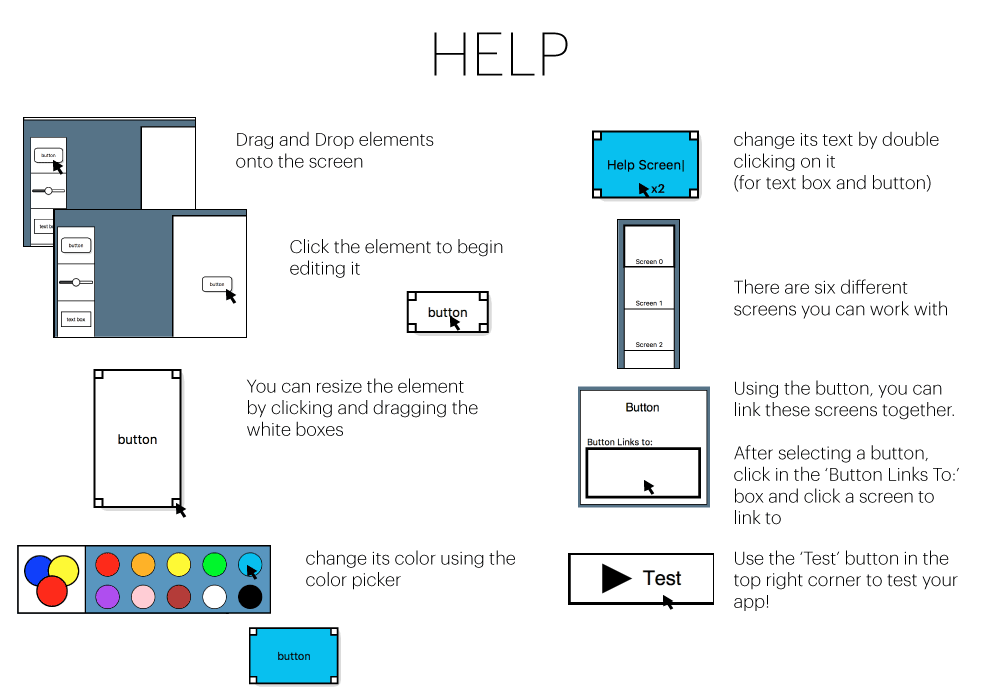 HELP
button
text bo
Drag and Drop elements
onto the screen
button
text box
button
Click the element to begin
editing it
button
button
You can resize the element
by clicking and dragging the
white boxes
change its color using the
color picker
button
Help Screen|
x2
change its text by double
clicking on it
(for text box and button)
Screen 0
Screen 1
Screen 2
There are six different
screens you can work with
Button
Button Links to:
Using the button, you can
link these screens together.
After selecting a button,
click in the ‘Button Links To:’
box and click a screen to
link to
Test
Use the ‘Test’ button in the
top right corner to test your
app!